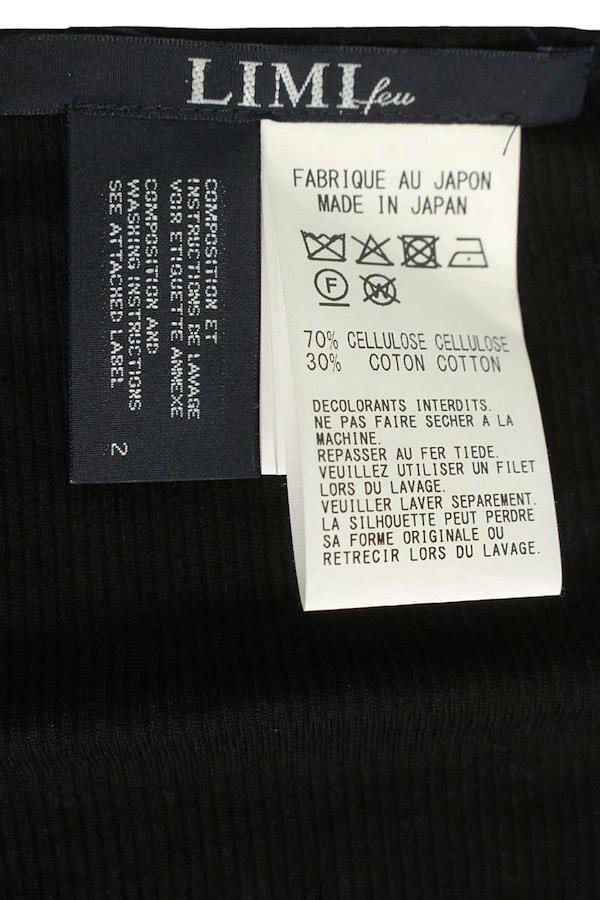 LIMI feu
COMPOSITION ET
INSTRUCTIONS DE LAVAGE
VOIR ETIQUETTE ANNEXE
COMPOSITION AND
WASHING INSTRUCTIONS
SEE ATTACHED LABEL
2
FABRIQUE AU JAPON
MADE IN JAPAN
F W
70% CELLULOSE CELLULOSE
30% COTON COTTON
DECOLORANTS INTERDITS.
NE PAS FAIRE SECHER A LA
MACHINE.
REPASSER AU FER TIEDE.
VEUILLEZ UTILISER UN FILET
LORS DU LAVAGE.
VEUILLER LAVER SEPAREMENT.
LA SILHOUETTE PEUT PERDRE
SA FORME ORIGINALE OU
RETRECIR LORS DU LAVAGE.